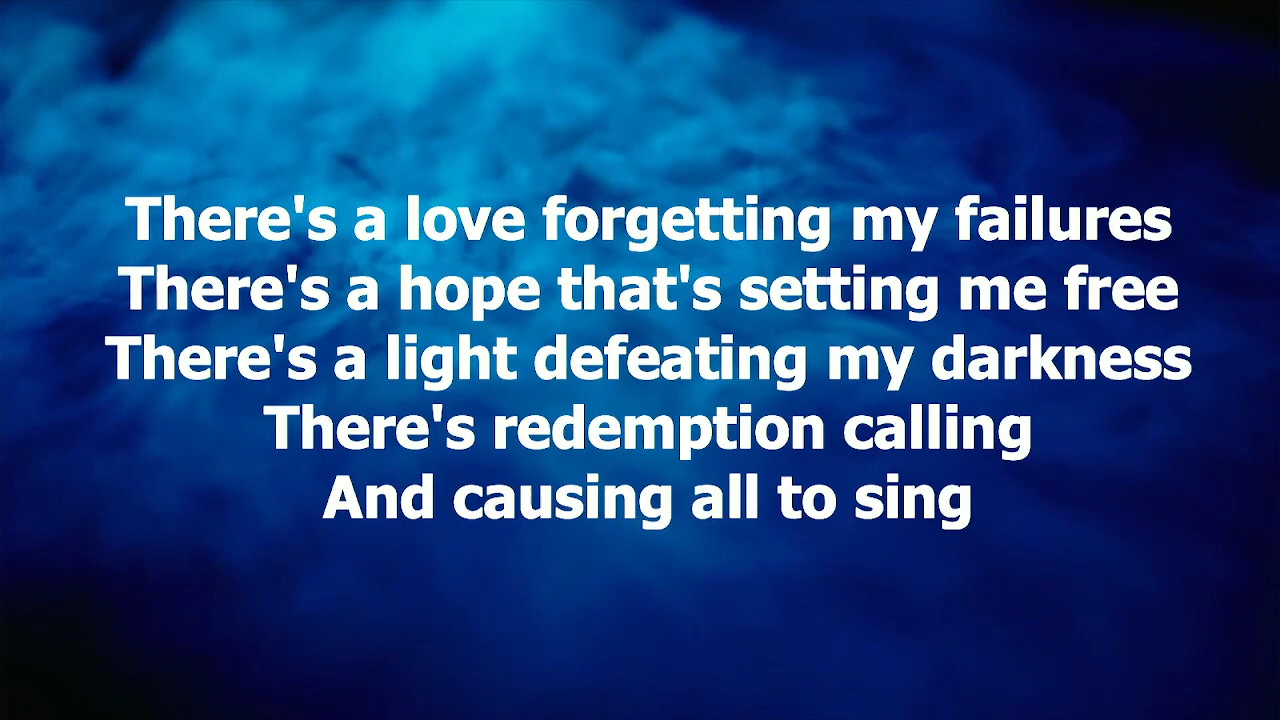 There's a love forgetting my failures
There's a hope that's setting me free
There's a light defeating my darkness
There's redemption calling
And causing all to sing